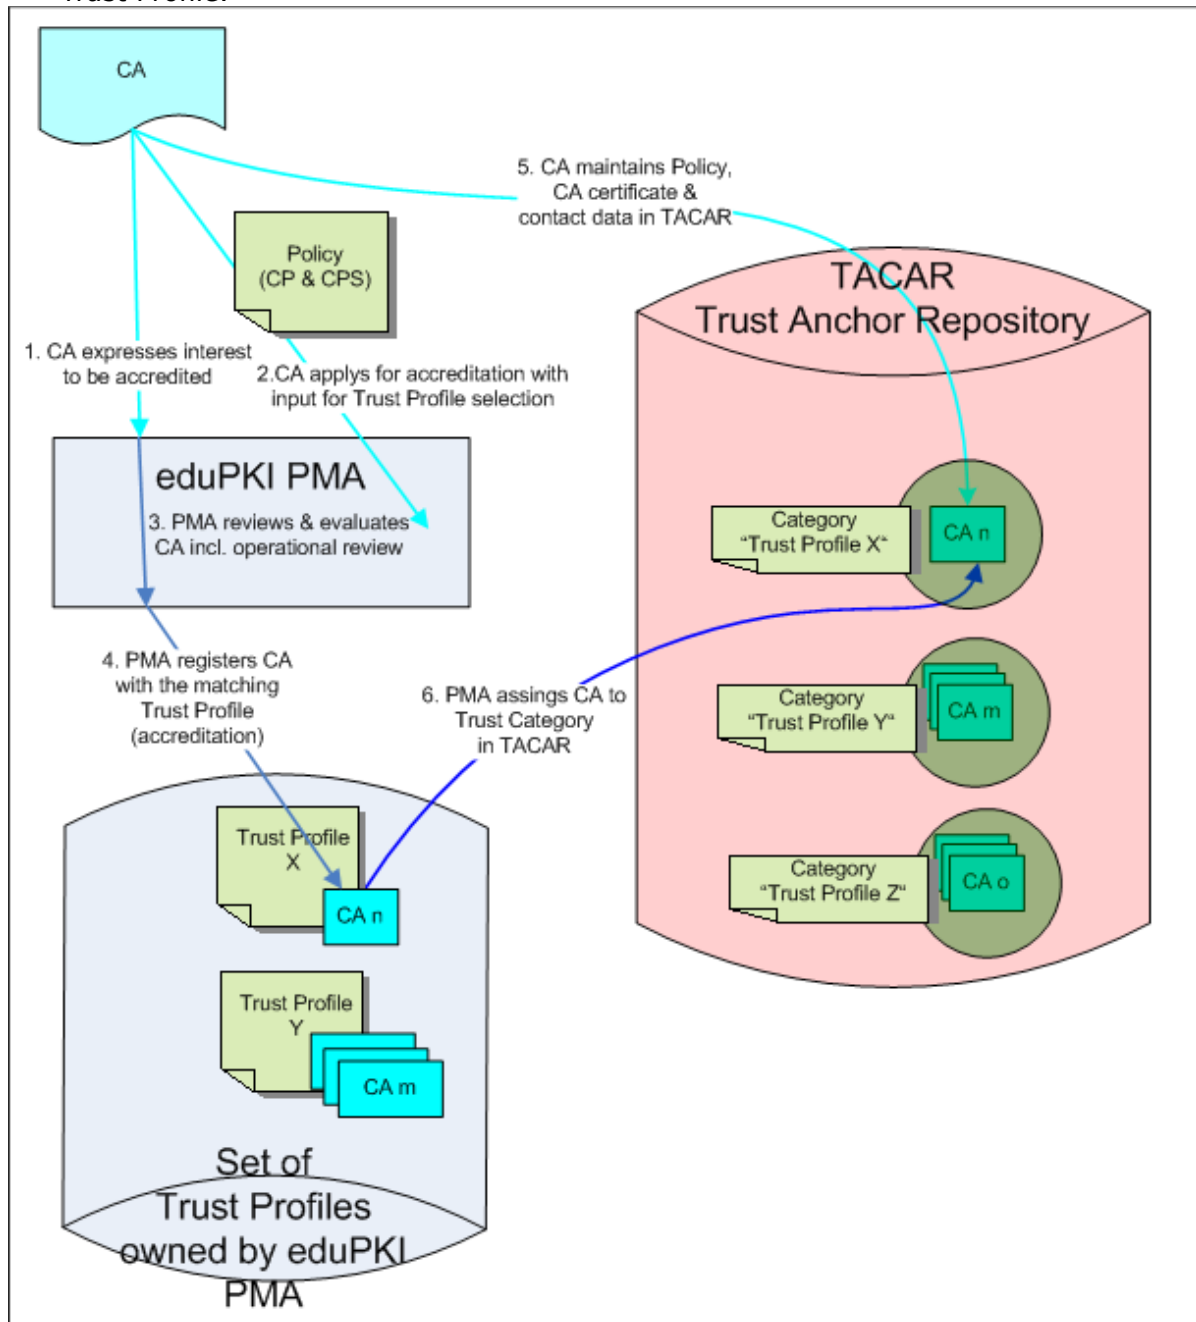 Trust Profile.
CA
5. CA maintains Policy,
CA certificate &
contact data in TACAR
Policy
(CP & CPS)
TACAR
Trust Anchor Repository
1. CA expresses interest
to be accredited
2.CA applys for accreditation with
input for Trust Profile selection
eduPKI PMA
3. PMA reviews & evaluates
CA incl. operational review
Category
“Trust Profile X“
CA n
4. PMA registers CA
with the matching
Trust Profile
(accreditation)
6. PMA assings CA to
Trust Category
in TACAR
Category
“Trust Profile Y“
CA m
Trust Profile
X
CA n
Category
“Trust Profile Z“
CA o
Trust Profile
Y
CA m
Set of
Trust Profiles
owned by eduPKI
PMA